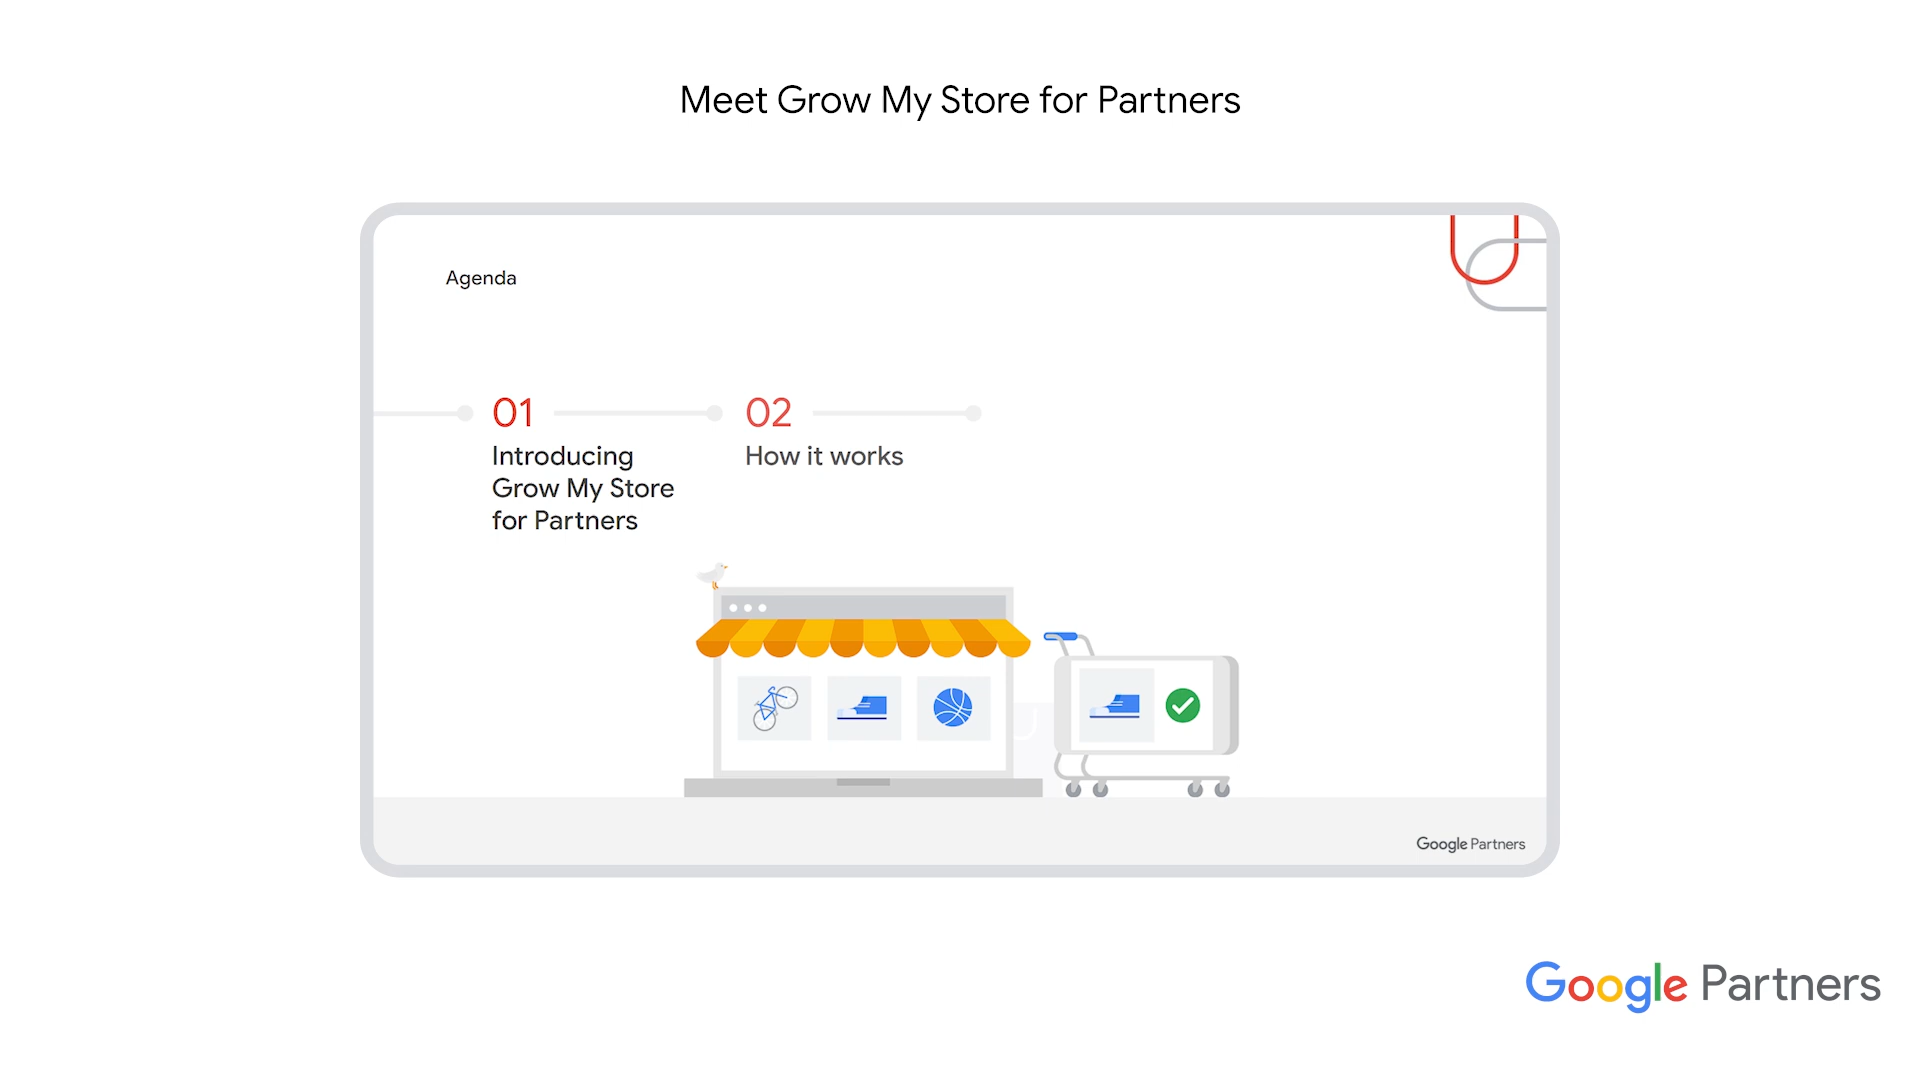 Meet Grow My Store for Partners
Agenda
01
Introducing
Grow My Store
for Partners
02
How it works
Google Partners
Google Partners